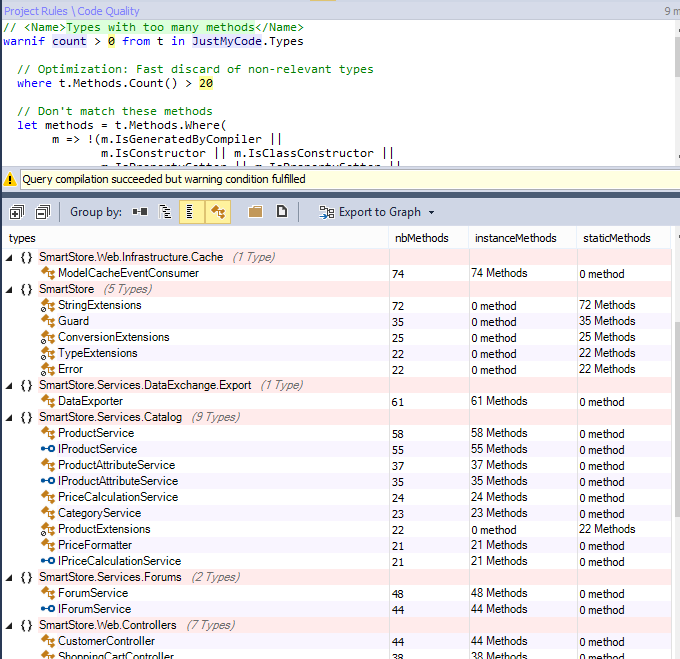 Project Rules \ Code Quality 9 m
// <Name>Types with too many methods</Name>
warnif count > 0 from t in JustMyCode.Types
// Optimization: Fast discard of non-relevant types
where t.Methods.Count() > 20
// Don't match these methods
let methods = t.Methods.Where(
m => !(m.IsGeneratedByCompiler ||
m.IsConstructor || m.IsClassConstructor ||
m.IsPropertyGetter || m.IsPropertySetter ||
Query compilation succeeded but warning condition fulfilled
Group by: Export to Graph
types nbMethods instanceMethods staticMethods
{} SmartStore.Web.Infrastructure.Cache (1 Type)
ModelCacheEventConsumer 74 74 Methods 0 method
{} SmartStore (5 Types)
StringExtensions 72 0 method 72 Methods
Guard 35 0 method 35 Methods
ConversionExtensions 25 0 method 25 Methods
TypeExtensions 22 0 method 22 Methods
Error 22 0 method 22 Methods
{} SmartStore.Services.DataExchange.Export (1 Type)
DataExporter 61 61 Methods 0 method
{} SmartStore.Services.Catalog (9 Types)
ProductService 58 58 Methods 0 method
IProductService 55 55 Methods 0 method
ProductAttributeService 37 37 Methods 0 method
IProductAttributeService 35 35 Methods 0 method
PriceCalculationService 24 24 Methods 0 method
CategoryService 23 23 Methods 0 method
ProductExtensions 22 0 method 22 Methods
PriceFormatter 21 21 Methods 0 method
IPriceCalculationService 21 21 Methods 0 method
{} SmartStore.Services.Forums (2 Types)
ForumService 48 48 Methods 0 method
IForumService 44 44 Methods 0 method
{} SmartStore.Web.Controllers (7 Types)
CustomerController 44 44 Methods 0 method
ShoppingCartController 38 38 Methods 0 method